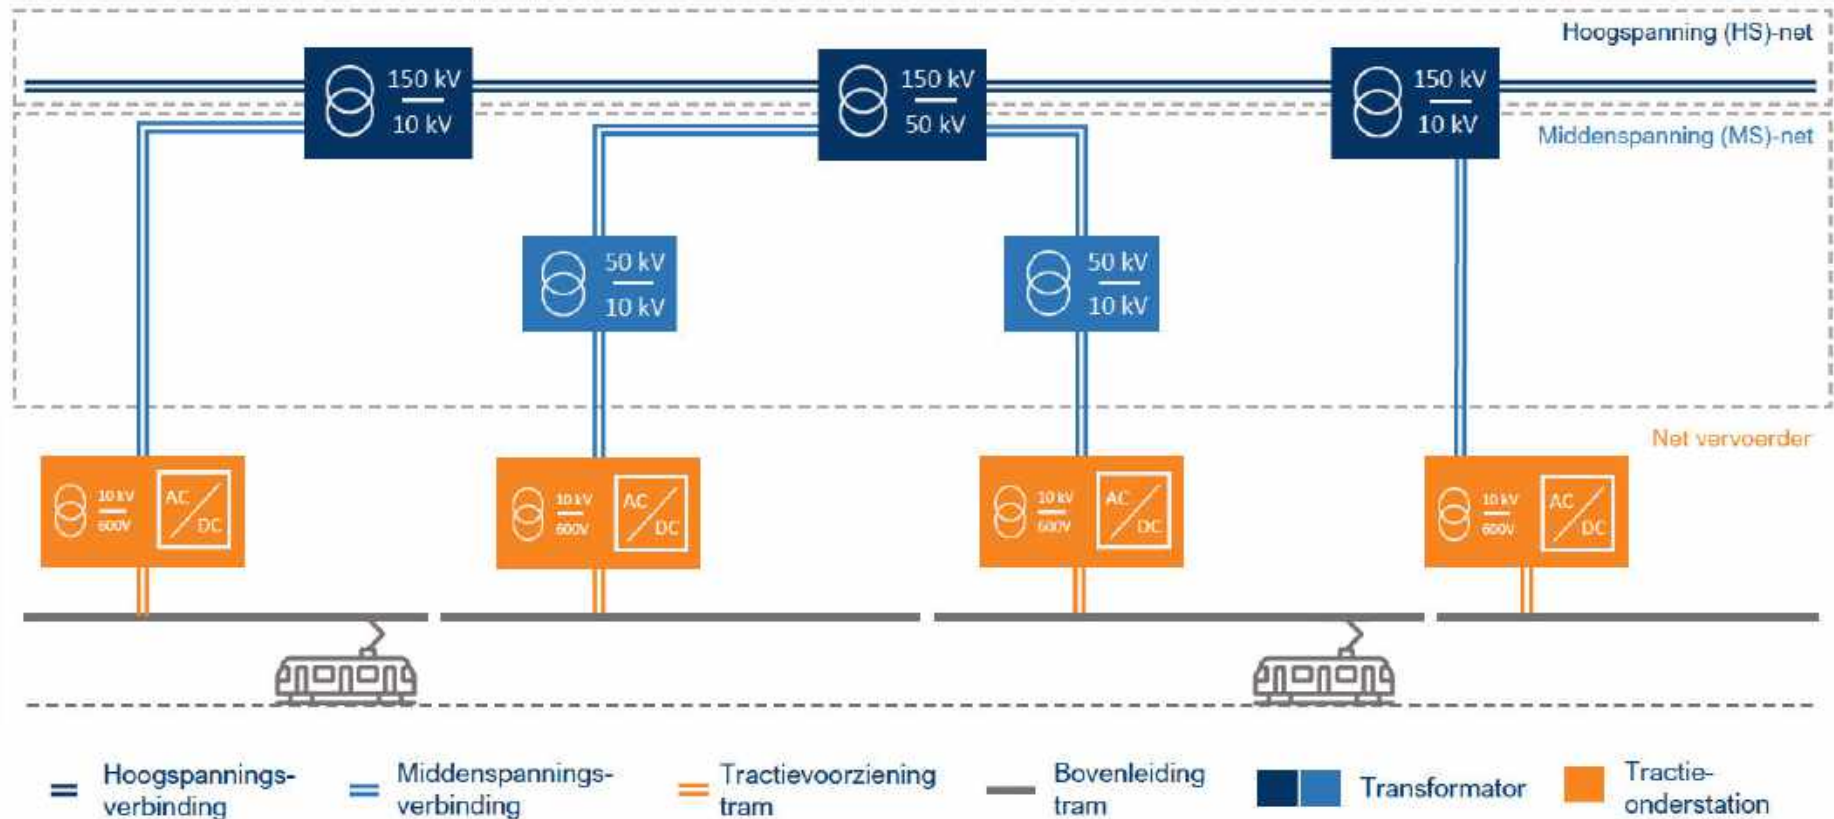 Hoogspanning (HS)-net
150 kV
10 kV
150 kV
50 kV
150 kV
10 kV
Middenspanning (MS)-net
50 kV
10 kV
50 kV
10 kV
Net vervoerder
10 kV
600V
AC
DC
10 kV
600V
AC
DC
10 kV
600V
AC
DC
10 kV
600V
AC
DC
Hoogspannings-
verbinding
Middenspannings-
verbinding
Tractievoorziening
tram
Bovenleiding
tram
Transformator
Tractie-
onderstation